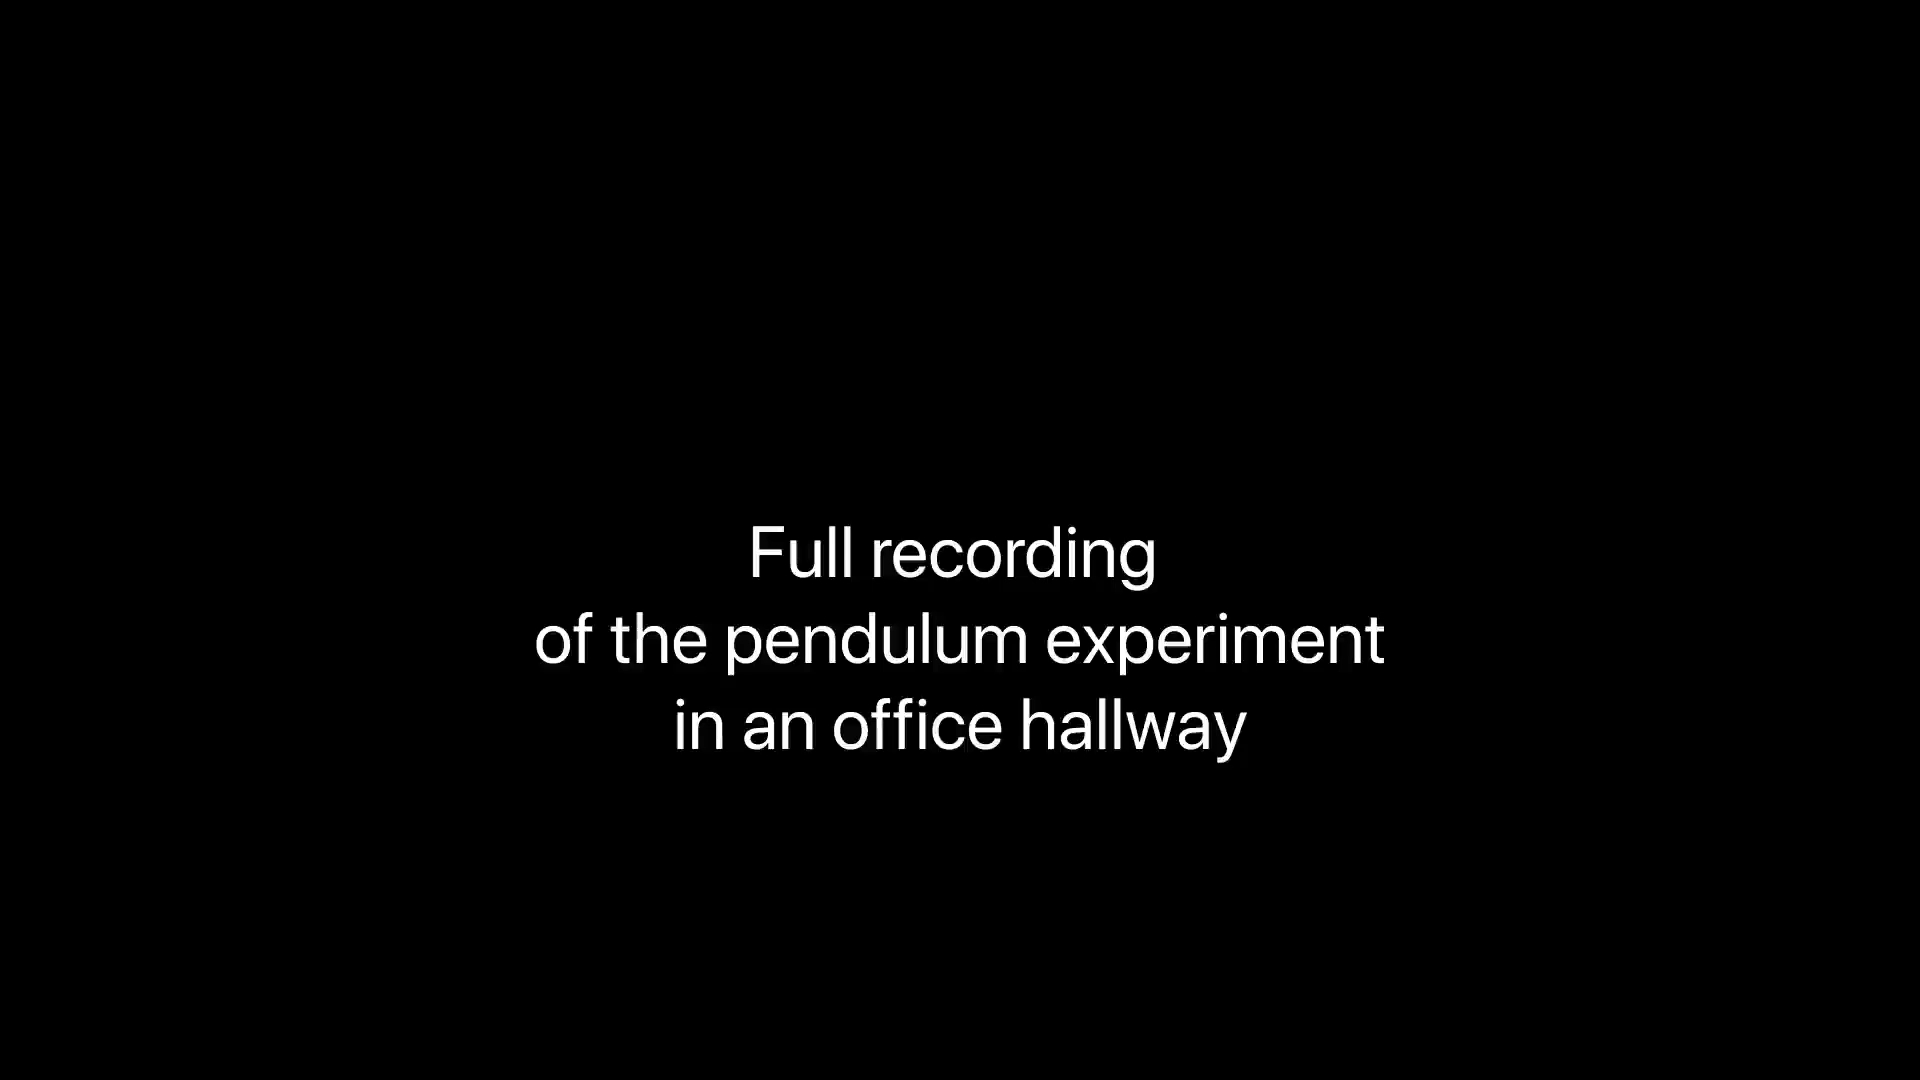 Full recording
of the pendulum experiment
in an office hallway